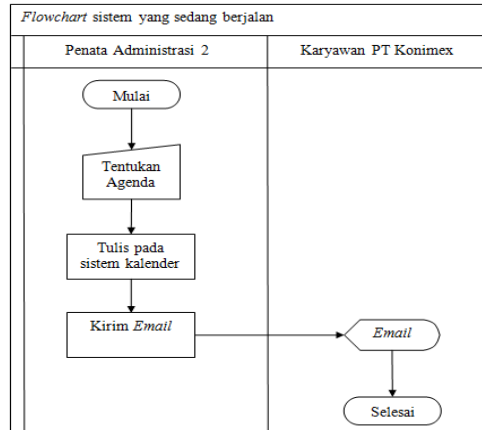 Flowchart sistem yang sedang berjalan
Penata Administrasi 2
Karyawan PT Konimex
Mulai
Tentukan
Agenda
Tulis pada
sistem kalender
Kirim Email
Email
Selesai